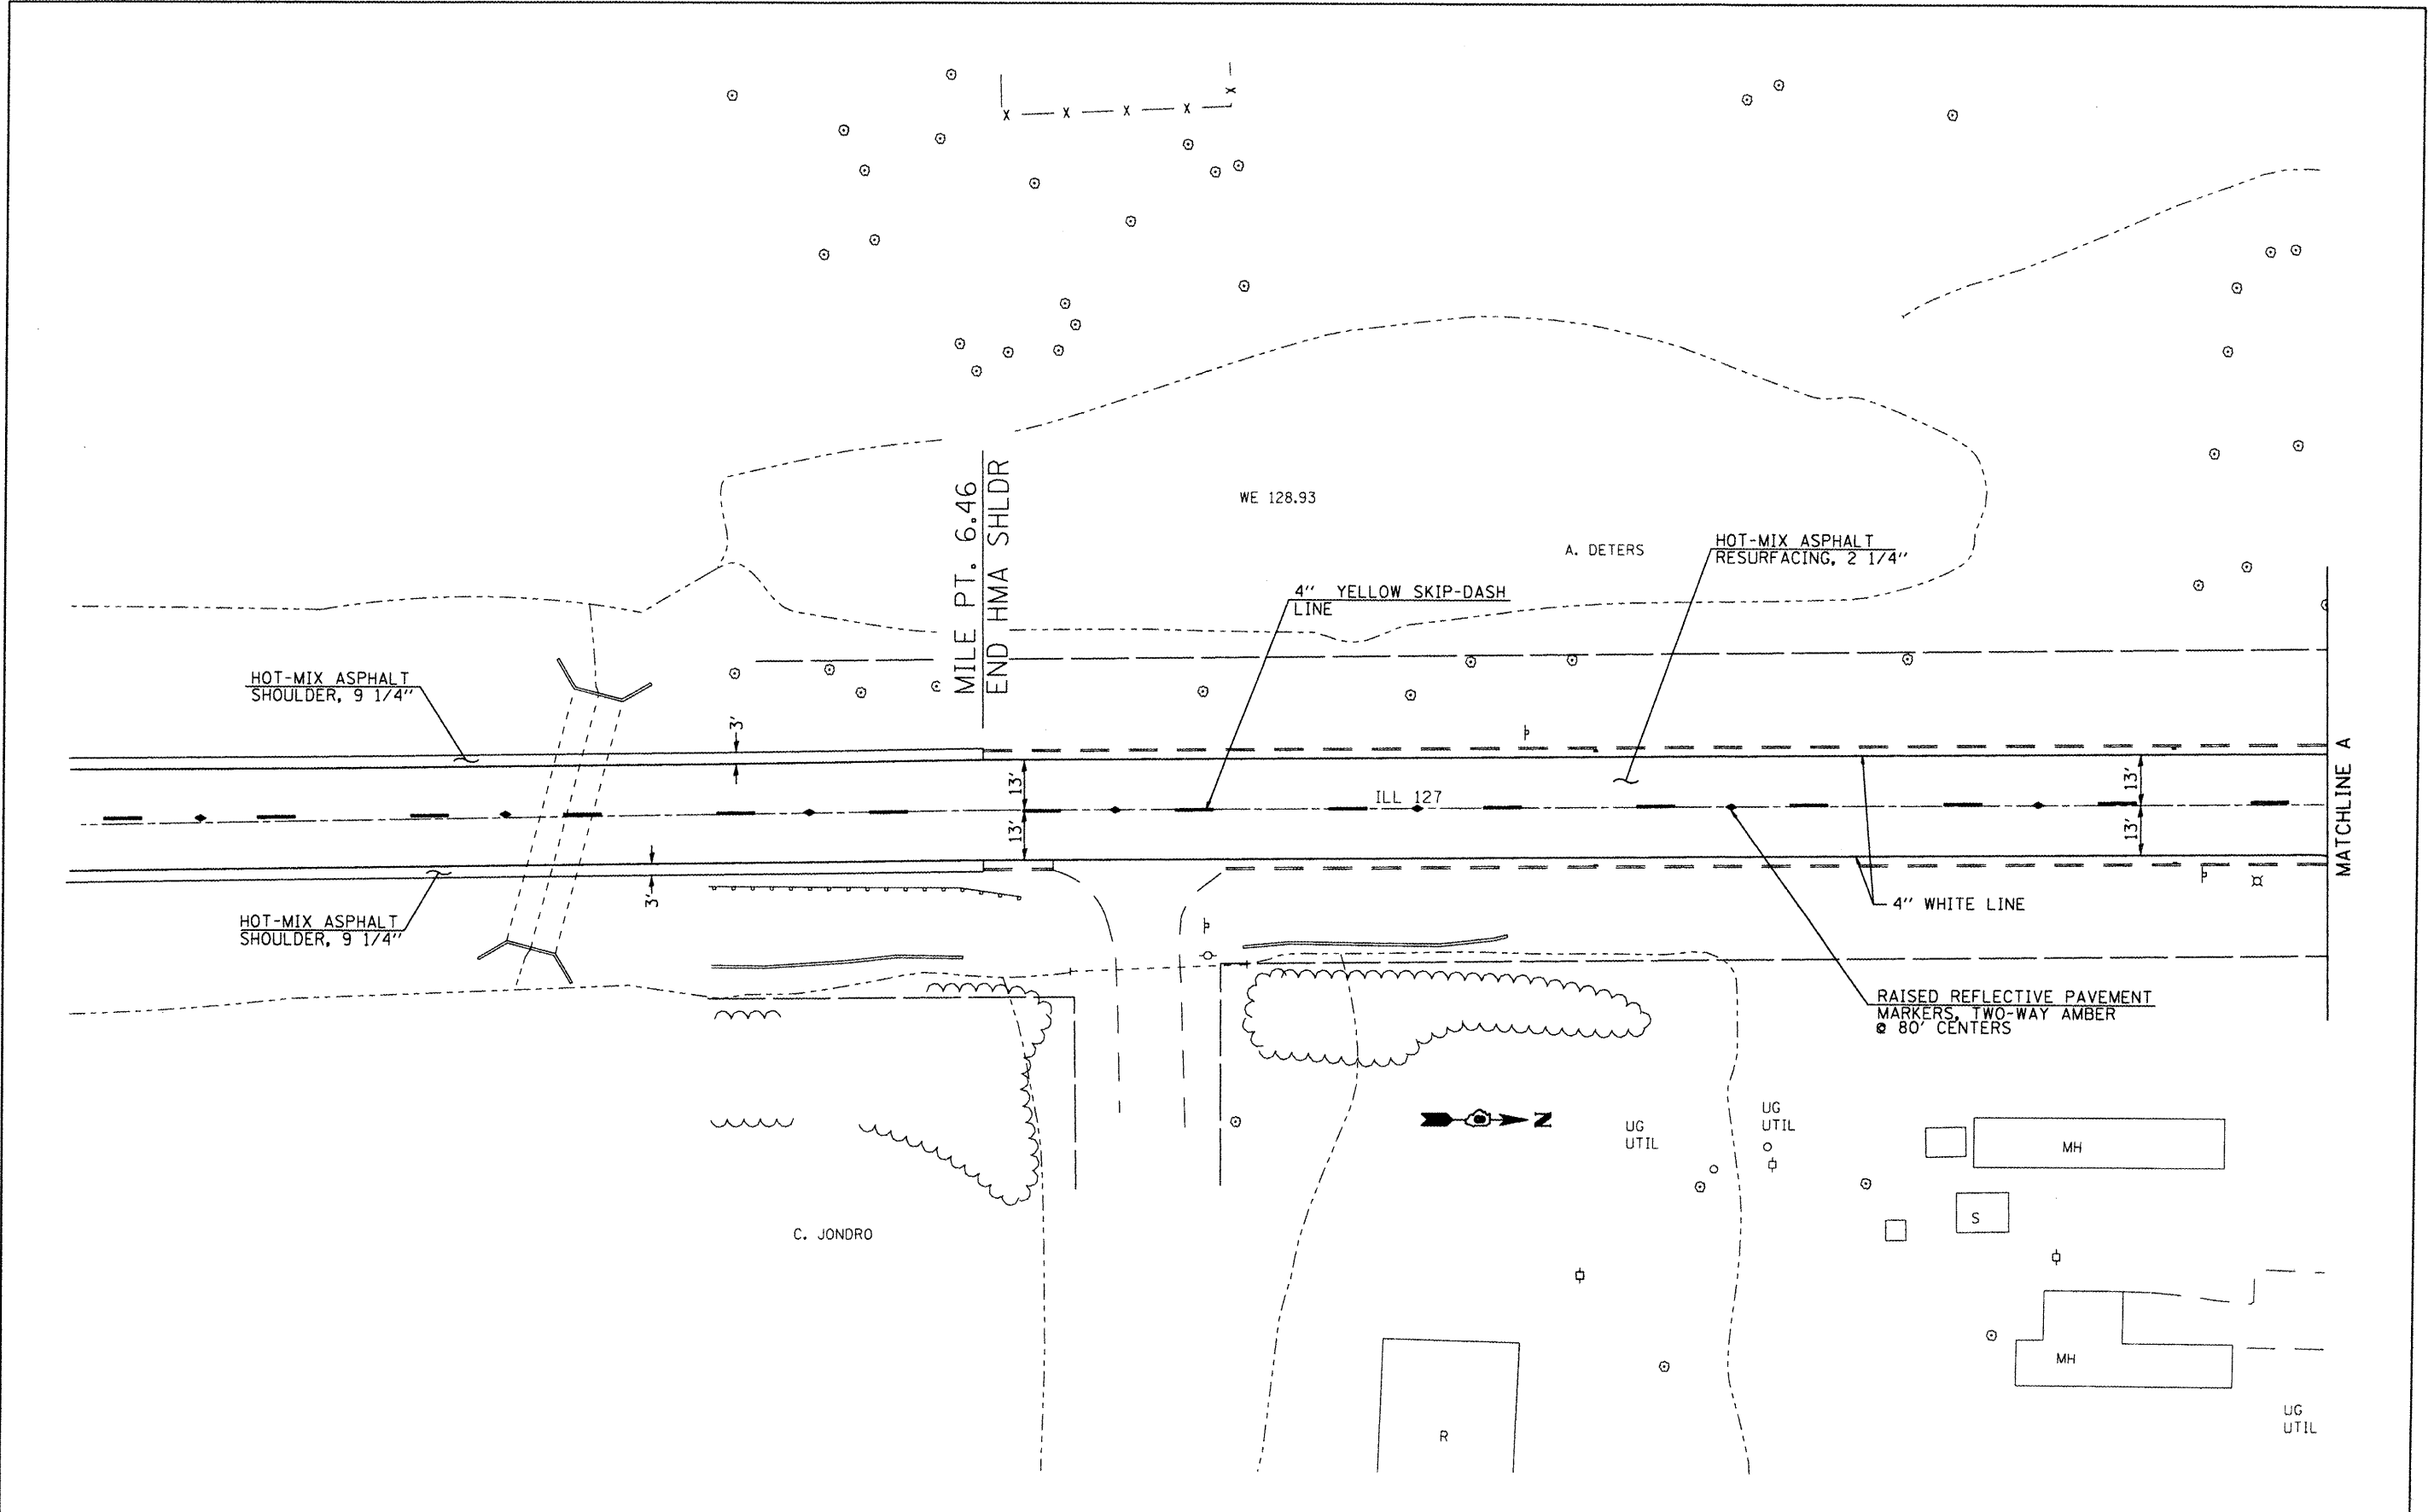 MILE PT. 6.46
END HMA SHLDR
WE 128.93
A. DETERS
HOT-MIX ASPHALT
RESURFACING, 2 1/4"
4" YELLOW SKIP-DASH
LINE
HOT-MIX ASPHALT
SHOULDER, 9 1/4"
3'
13'
13'
ILL 127
13'
13'
MATCHLINE A
3'
HOT-MIX ASPHALT
SHOULDER, 9 1/4"
4" WHITE LINE
RAISED REFLECTIVE PAVEMENT
MARKERS, TWO-WAY AMBER
@ 80' CENTERS
N
UG
UTIL
UG
UTIL
MH
S
C. JONDRO
MH
R
UG
UTIL
X X X X X